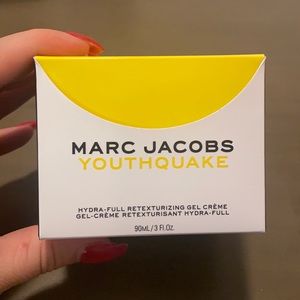 MARC JACOBS
YOUTHQUAKE
HYDRA-FULL RETEXTURIZING GEL CRÈME
GEL-CRÈME RETEXTURISANT HYDRA-FULL
90ML/3 Fl.Oz.